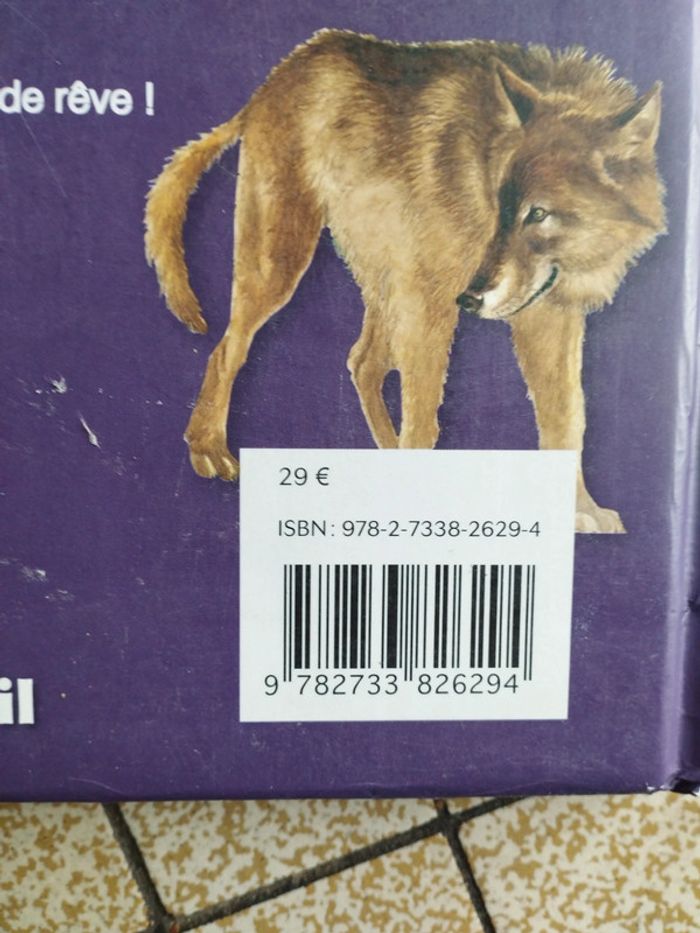 de rêve !
29 €
ISBN : 978-2-7338-2629-4
9 782733 826294
il